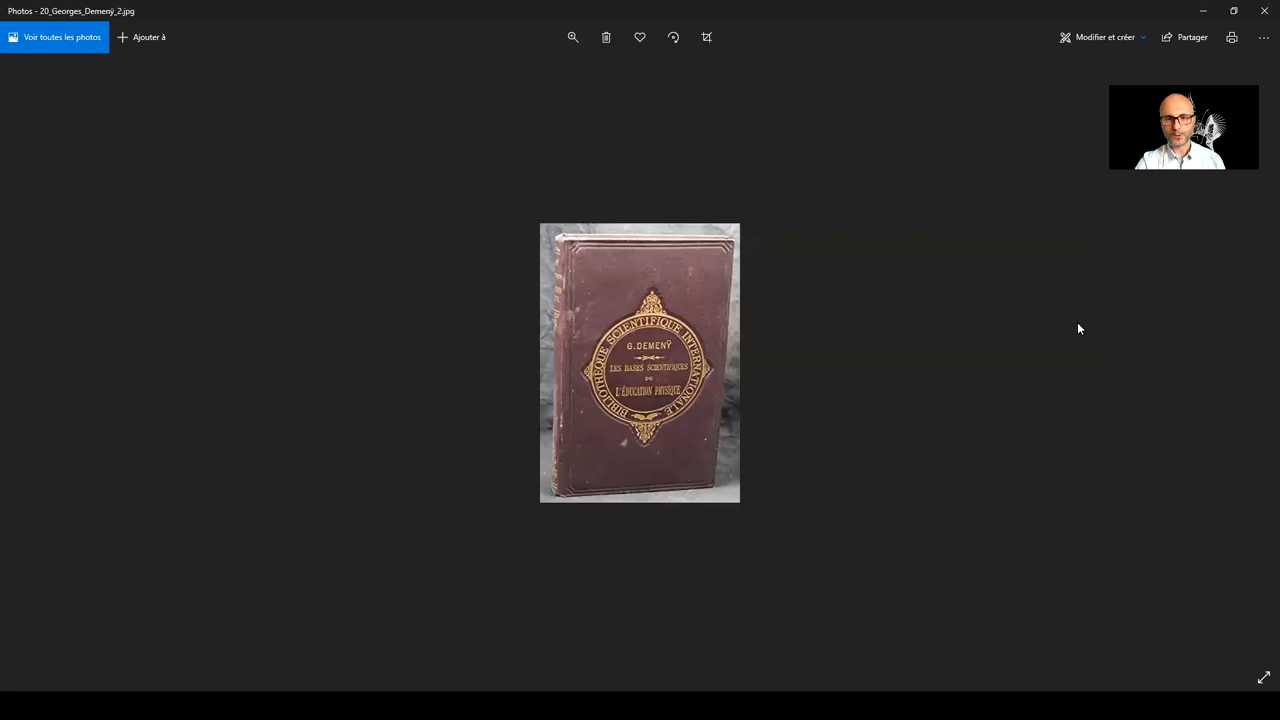 Photos - 20_Georges_Demenÿ_2.jpg
Voir toutes les photos
Ajouter à
Modifier et créer
Partager
BIBLIOTHÈQUE SCIENTIFIQUE INTERNATIONALE
G. DEMENŸ
LES BASES SCIENTIFIQUES
DE
L'ÉDUCATION PHYSIQUE